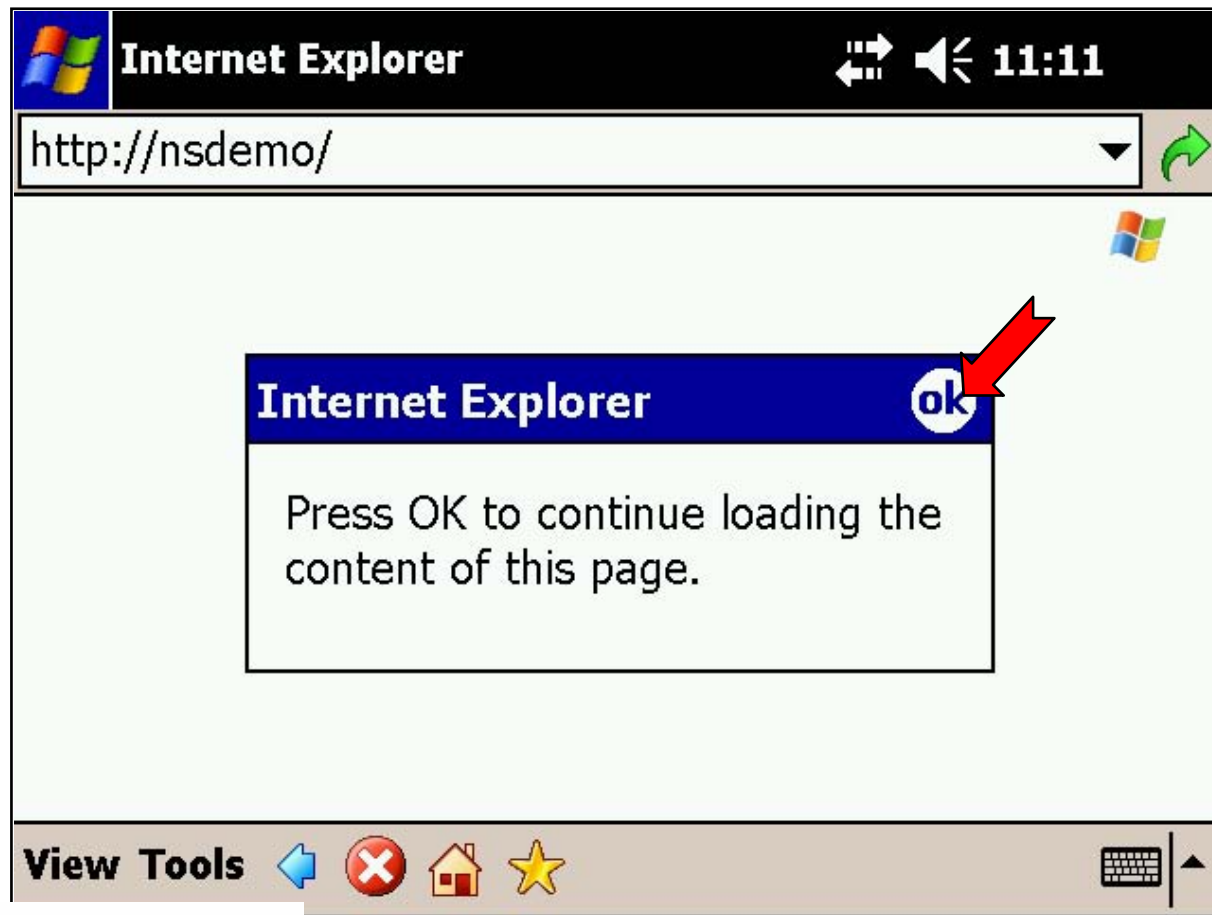 Internet Explorer 11:11
http://nsdemo/
Internet Explorer ok
Press OK to continue loading the
content of this page.
View Tools